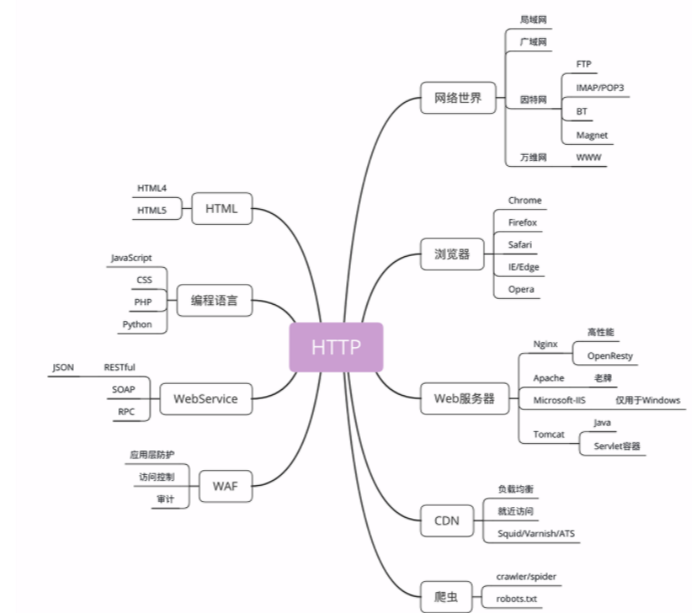 HTTP
网络世界
局域网
广域网
因特网
FTP
IMAP/POP3
BT
Magnet
万维网
WWW
浏览器
Chrome
Firefox
Safari
IE/Edge
Opera
Web服务器
Nginx
高性能
OpenResty
Apache
老牌
Microsoft-IIS
仅用于Windows
Tomcat
Java
Servlet容器
CDN
负载均衡
就近访问
Squid/Varnish/ATS
爬虫
crawler/spider
robots.txt
HTML
HTML4
HTML5
编程语言
JavaScript
CSS
PHP
Python
WebService
RESTful
JSON
SOAP
RPC
WAF
应用层防护
访问控制
审计